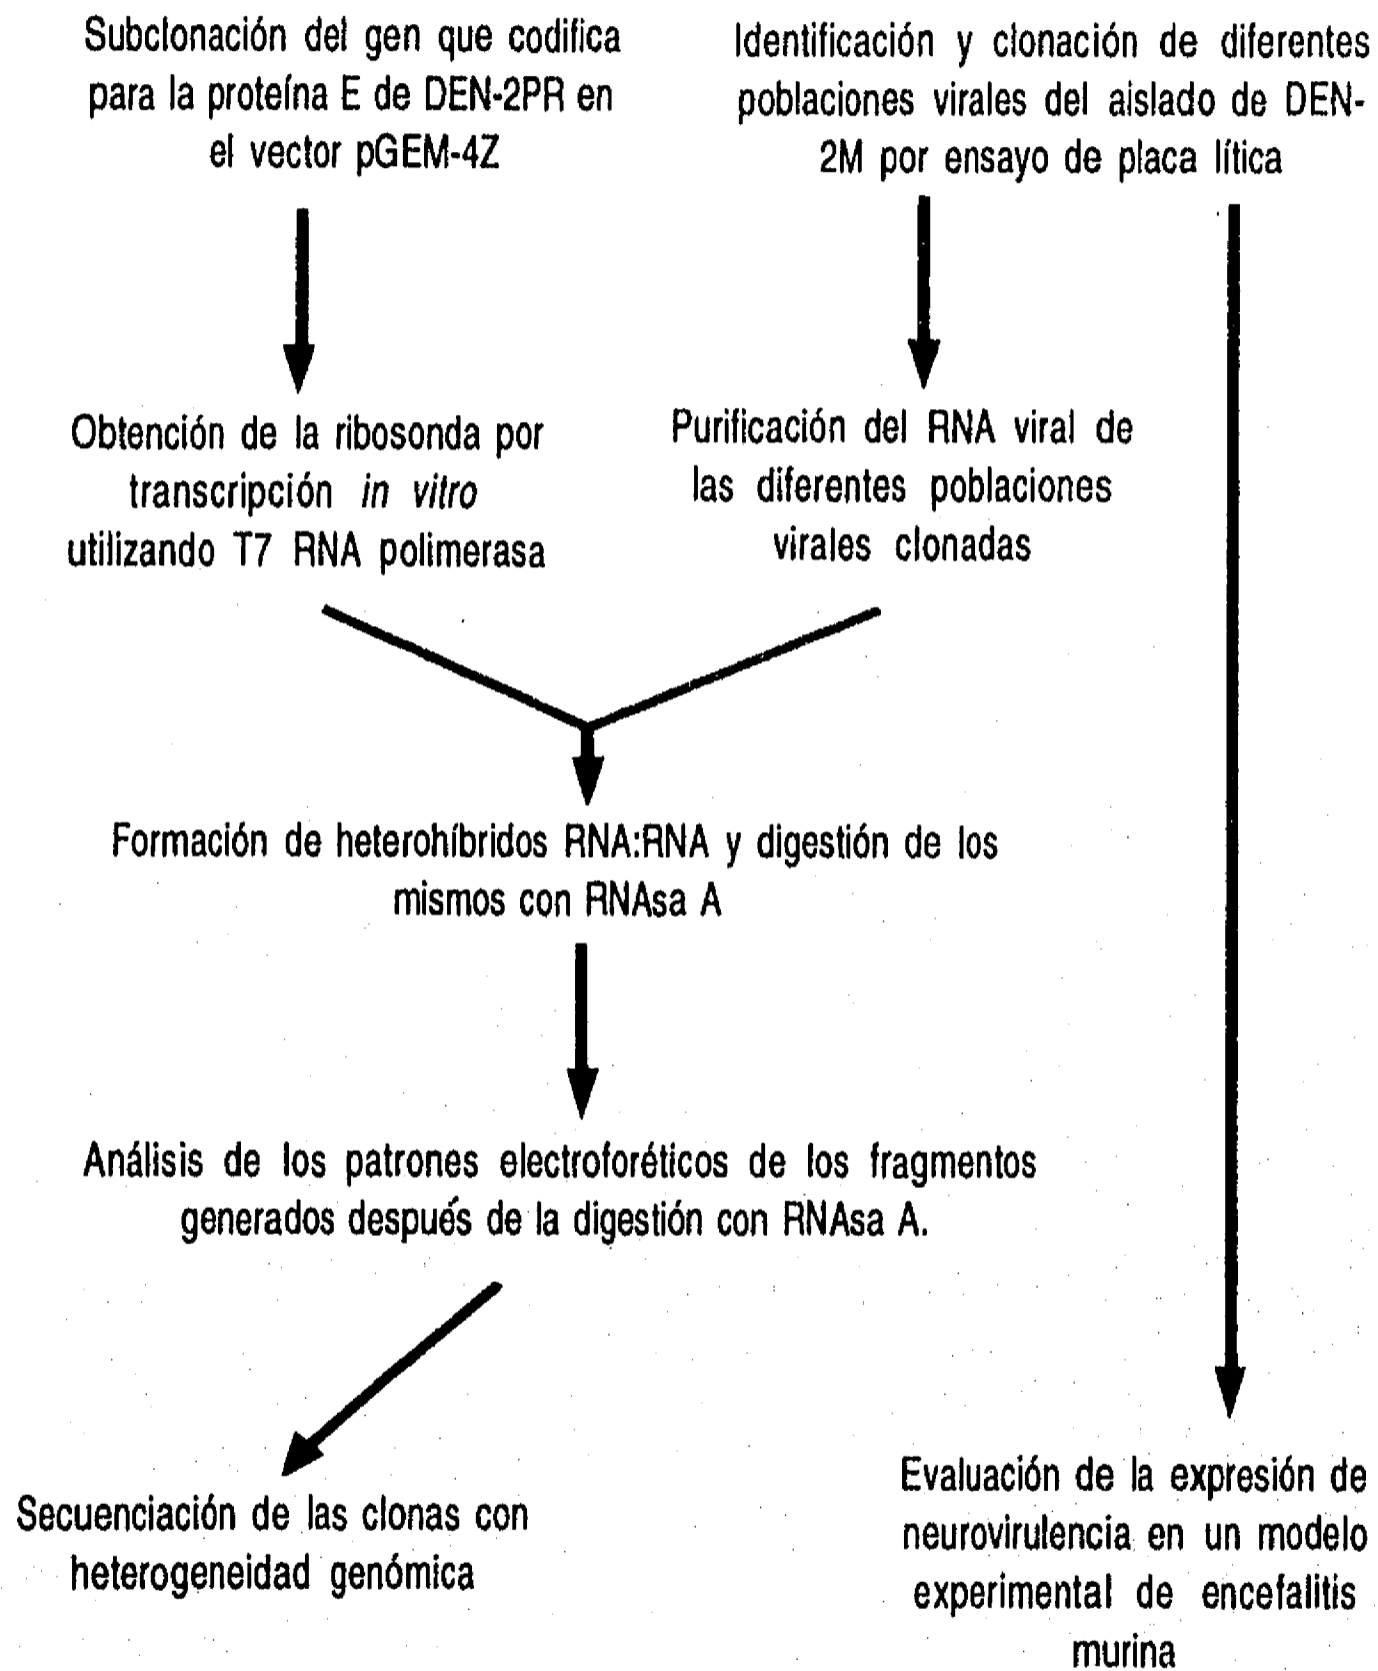 Subclonación del gen que codifica
para la proteína E de DEN-2PR en
el vector pGEM-4Z
Identificación y clonación de diferentes
poblaciones virales del aislado de DEN-
2M por ensayo de placa lítica
Obtención de la ribosonda por
transcripción in vitro
utilizando T7 RNA polimerasa
Purificación del RNA viral de
las diferentes poblaciones
virales clonadas
Formación de heterohíbridos RNA:RNA y digestión de los
mismos con RNAsa A
Análisis de los patrones electroforéticos de los fragmentos
generados después de la digestión con RNAsa A.
Secuenciación de las clonas con
heterogeneidad genómica
Evaluación de la expresión de
neurovirulencia en un modelo
experimental de encefalitis
murina